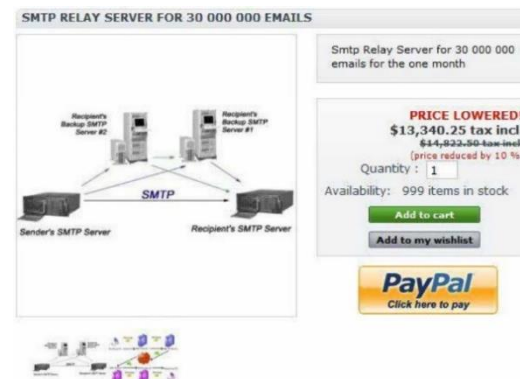 SMTP RELAY SERVER FOR 30 000 000 EMAILS
Recipient's
Backup SMTP
Server #2
Recipient's
Backup SMTP
Server #1
SMTP
Sender's SMTP Server
Recipient's SMTP Server
Smtp Relay Server for 30 000 000
emails for the one month
PRICE LOWERED!
$13,340.25 tax incl
$14,822.50 tax incl
(price reduced by 10 %
Quantity : 1
Availability: 999 items in stock
Add to cart
Add to my wishlist
PayPal
Click here to pay